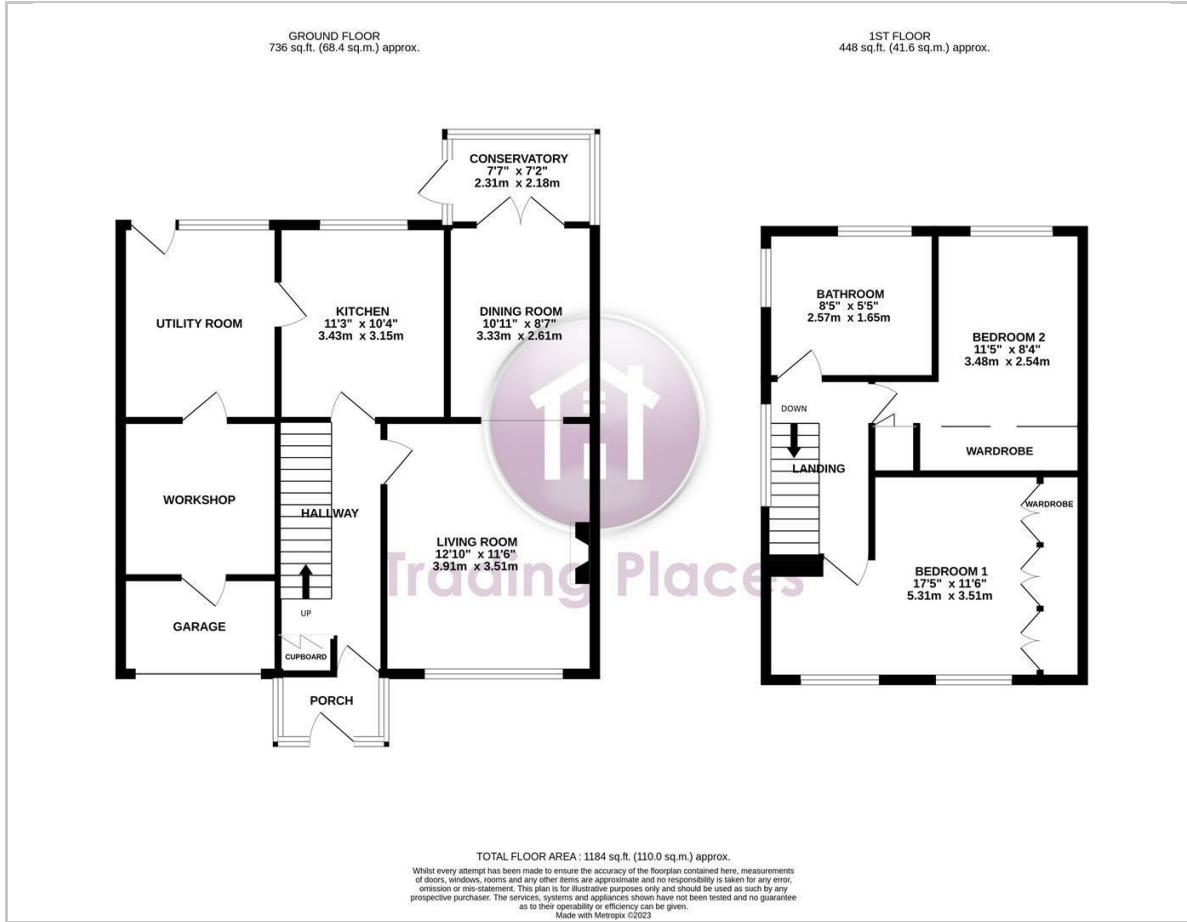 GROUND FLOOR
736 sq.ft. (68.4 sq.m.) approx.
1ST FLOOR
448 sq.ft. (41.6 sq.m.) approx.
CONSERVATORY
7'7" x 7'2"
2.31m x 2.18m
UTILITY ROOM
KITCHEN
11'3" x 10'4"
3.43m x 3.15m
DINING ROOM
10'11" x 8'7"
3.33m x 2.61m
WORKSHOP
HALLWAY
LIVING ROOM
12'10" x 11'6"
3.91m x 3.51m
GARAGE
UP
CUPBOARD
PORCH
BATHROOM
8'5" x 5'5"
2.57m x 1.65m
BEDROOM 2
11'5" x 8'4"
3.48m x 2.54m
DOWN
LANDING
WARDROBE
WARDROBE
BEDROOM 1
17'5" x 11'6"
5.31m x 3.51m
Trading Places
TOTAL FLOOR AREA : 1184 sq.ft. (110.0 sq.m.) approx.
Whilst every attempt has been made to ensure the accuracy of the floorplan contained here, measurements
of doors, windows, rooms and any other items are approximate and no responsibility is taken for any error,
omission or mis-statement. This plan is for illustrative purposes only and should be used as such by any
prospective purchaser. The services, systems and appliances shown have not been tested and no guarantee
as to their operability or efficiency can be given.
Made with Metropix ©2023